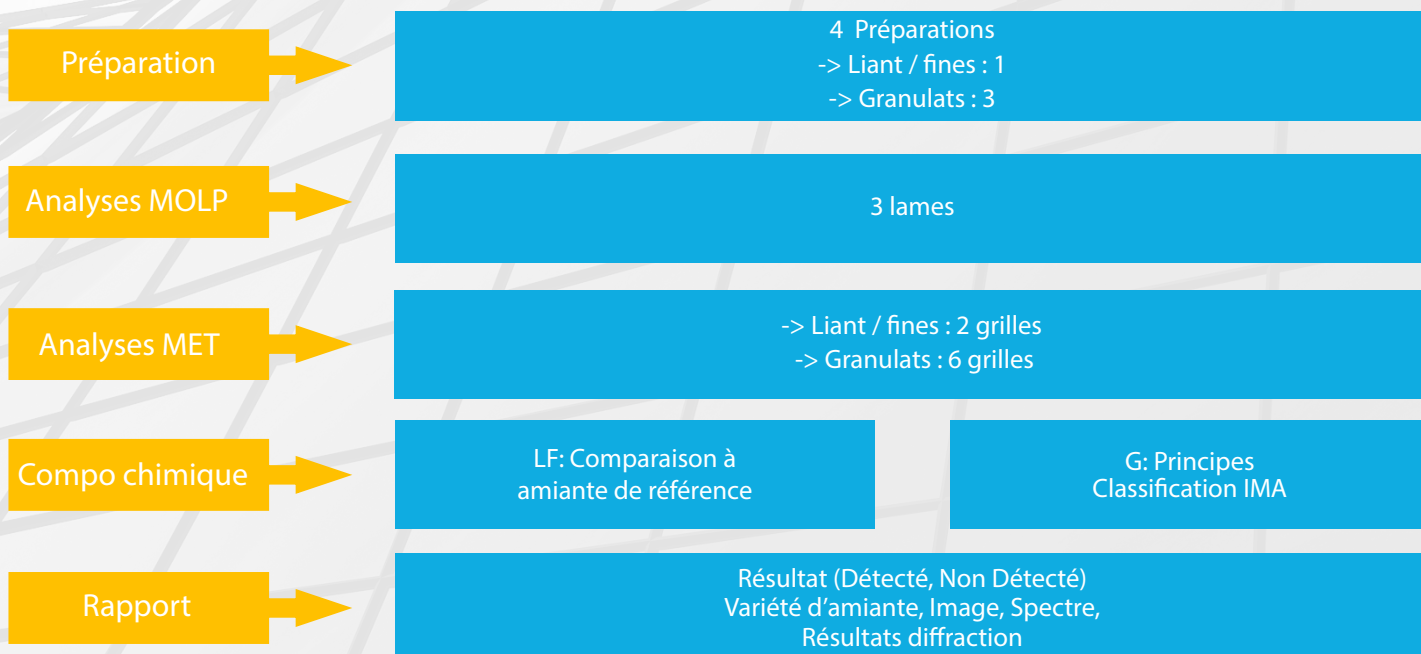 Préparation
4 Préparations
-> Liant / fines : 1
-> Granulats : 3
Analyses MOLP
3 lames
Analyses MET
-> Liant / fines : 2 grilles
-> Granulats : 6 grilles
Compo chimique
LF: Comparaison à
amiante de référence
G: Principes
Classification IMA
Rapport
Résultat (Détecté, Non Détecté)
Variété d’amiante, Image, Spectre,
Résultats diffraction